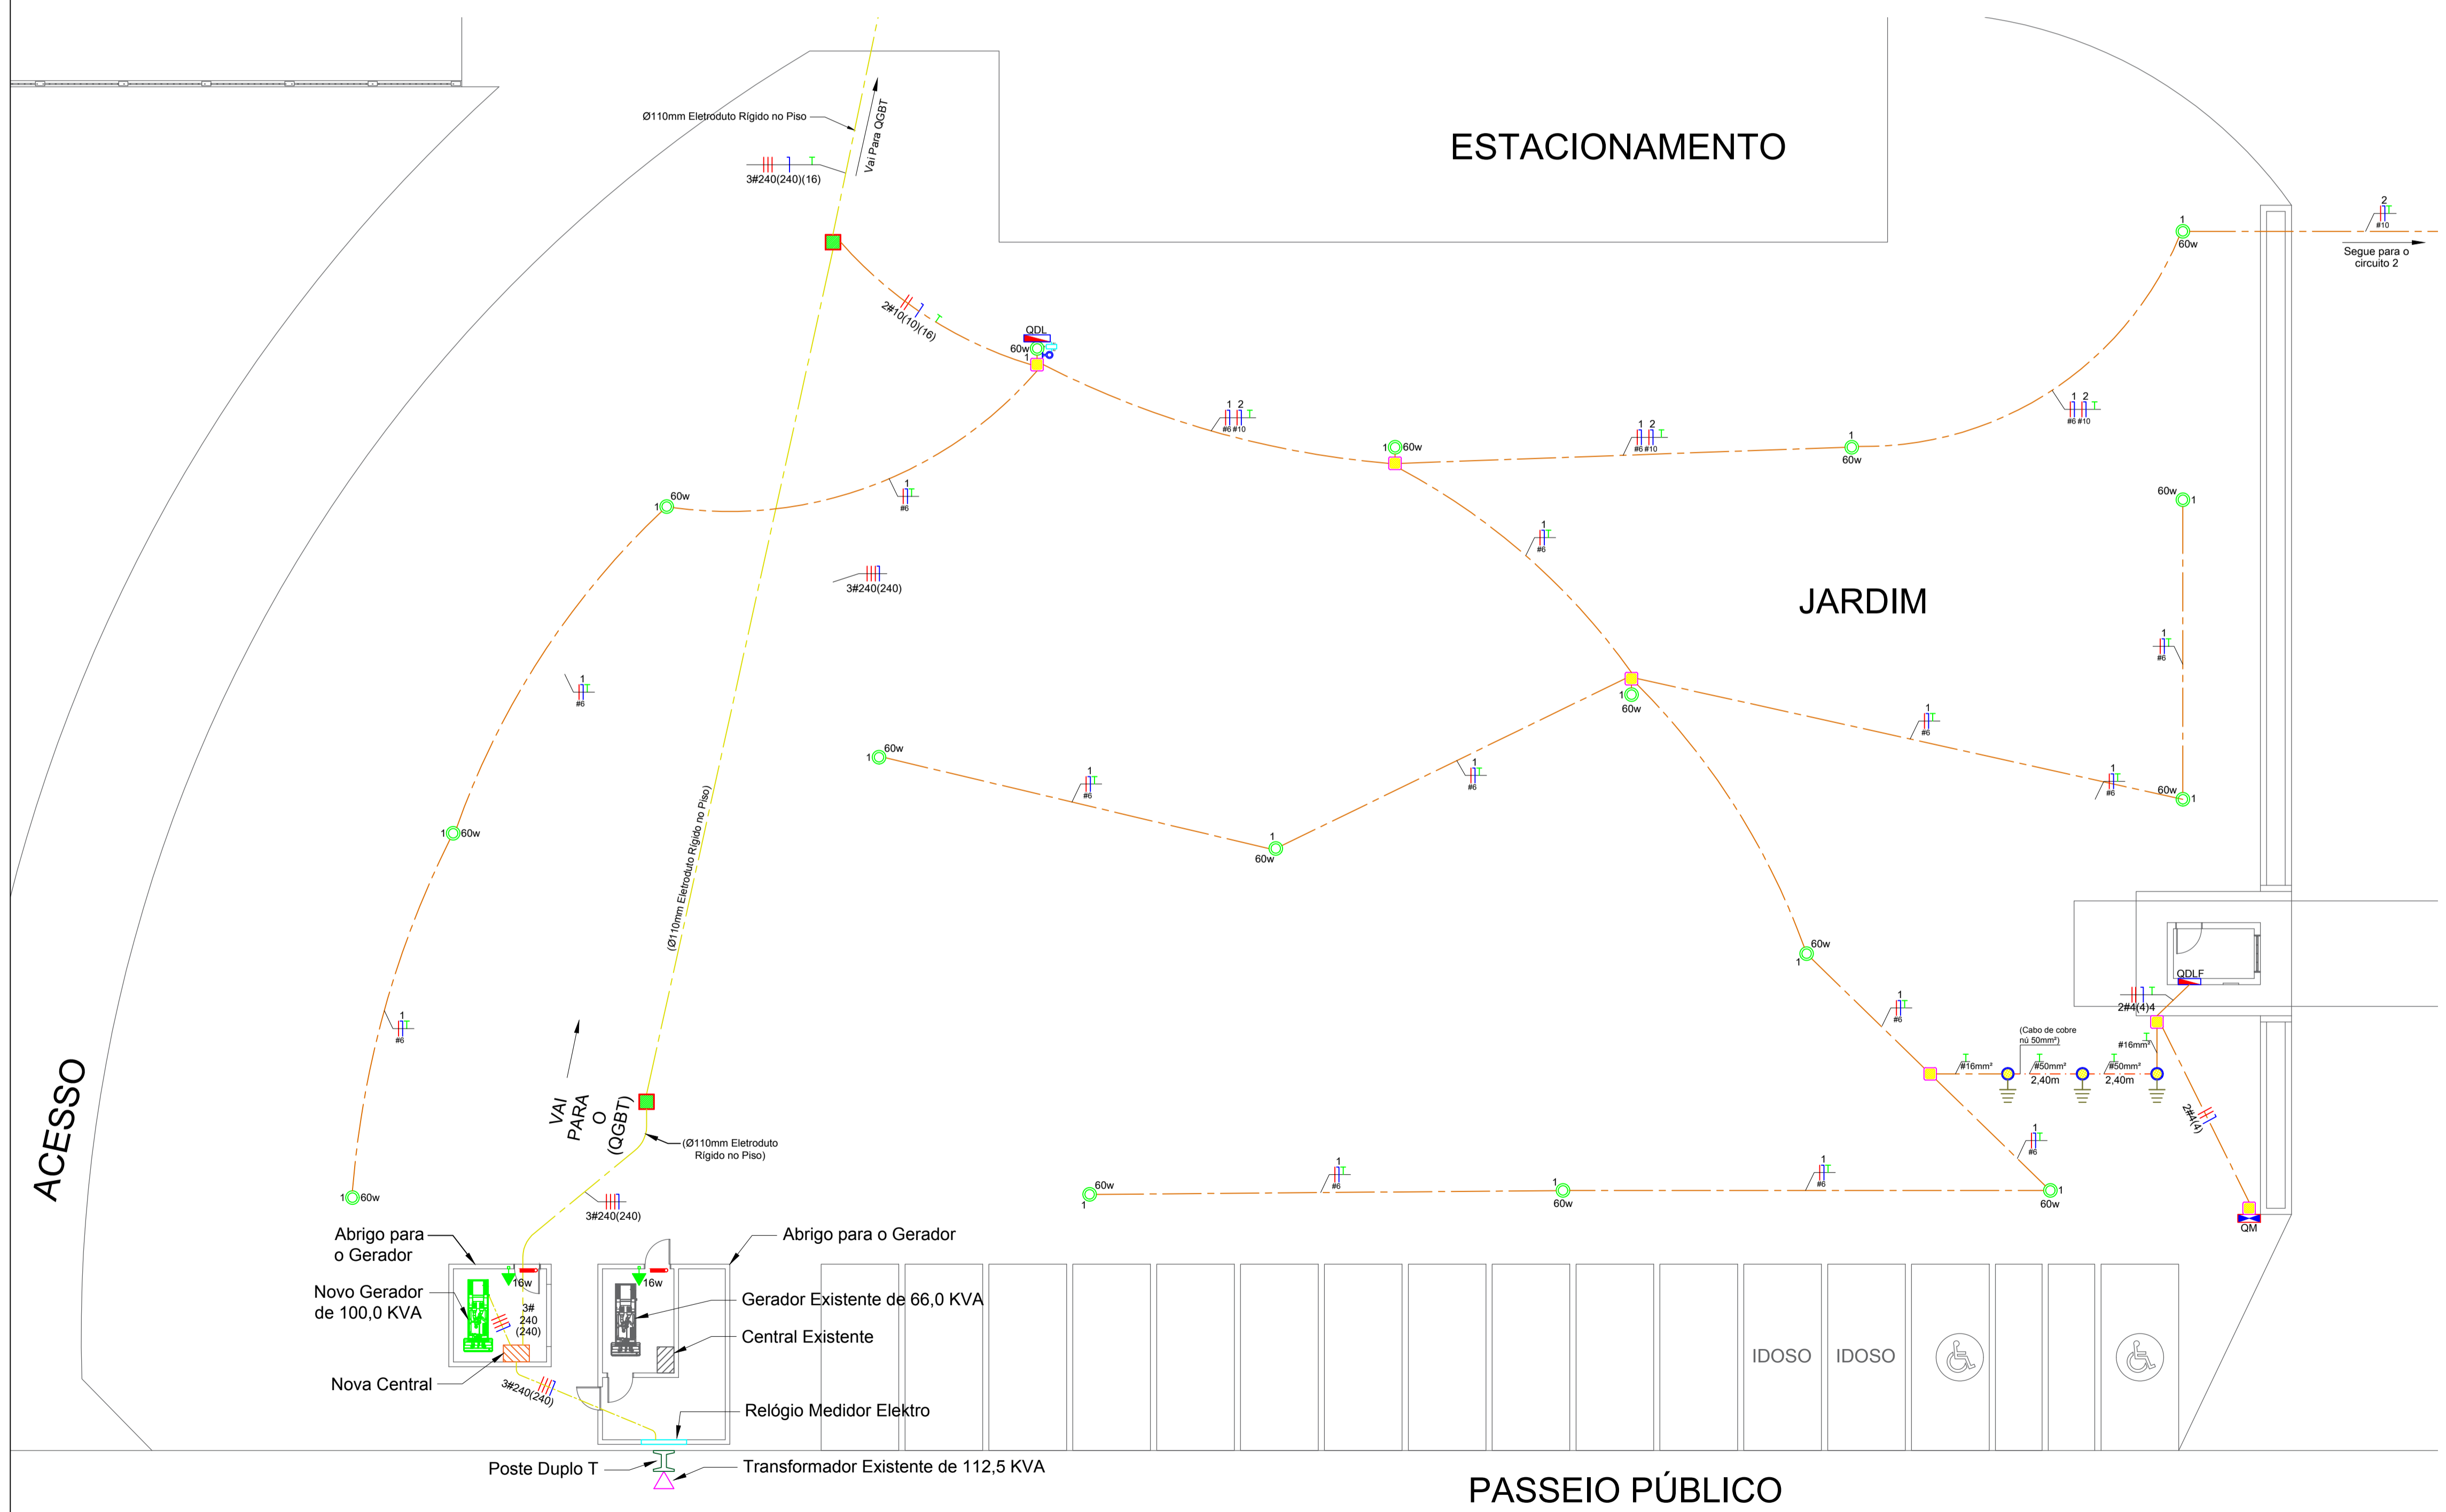 Ø110mm Eletroduto Rígido no Piso
Vai Para QGBT
3#240(240)(16)
ESTACIONAMENTO
2
#10
Segue para o
circuito 2
1
60w
2#10(10)(16)
QDL
60w
1
1 2
#6 #10
1 60w
1 2
#6 #10
1
60w
1 2
#6 #10
60w
1
1
#6
60w 1
1
#6
3#240(240)
JARDIM
1
#6
1
#6
1
60w
1
#6
60w
1
1
#6
1
#6
1
#6
60w 1
(Ø110mm Eletroduto Rígido no Piso)
1 60w
1
60w
60w
1
1
#6
QDLF
2#4(4)4
1
#6
ACESSO
VAI
PARA
O
(QGBT)
(Cabo de cobre
nú 50mm²)
#16mm²
#16mm²
#50mm²
2,40m
#50mm²
2,40m
2#4(4)
(Ø110mm Eletroduto
Rígido no Piso)
1
#6
1
#6
1
#6
1 60w
60w
1
1
60w
1
60w
3#240(240)
QM
Abrigo para
o Gerador
Abrigo para o Gerador
16w
16w
Novo Gerador
de 100,0 KVA
3#
240
(240)
Gerador Existente de 66,0 KVA
Central Existente
IDOSO
IDOSO
Nova Central
3#240(240)
Relógio Medidor Elektro
Poste Duplo T
Transformador Existente de 112,5 KVA
PASSEIO PÚBLICO